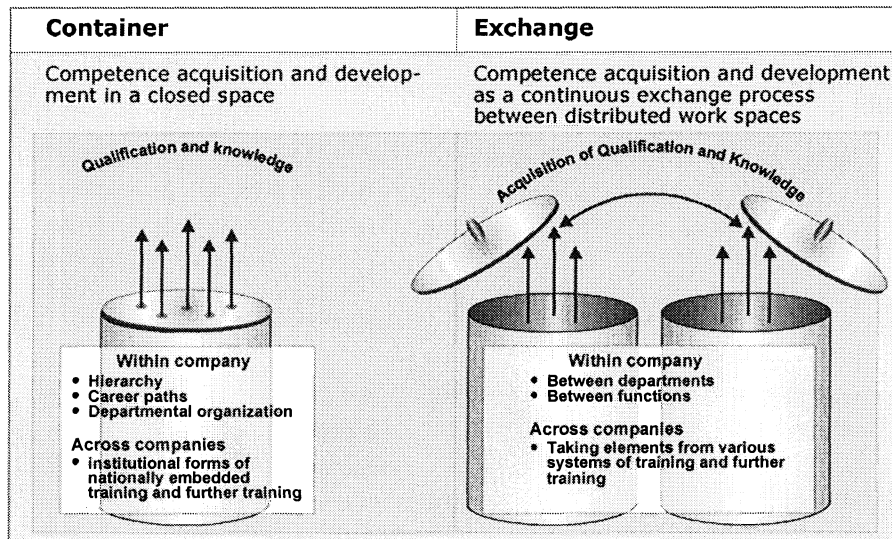 Container
Competence acquisition and develop-
ment in a closed space
Qualification and knowledge
Within company
• Hierarchy
• Career paths
• Departmental organization
Across companies
• institutional forms of
nationally embedded
training and further training
Exchange
Competence acquisition and development
as a continuous exchange process
between distributed work spaces
Acquisition of Qualification and Knowledge
Within company
• Between departments
• Between functions
Across companies
• Taking elements from various
systems of training and further
training